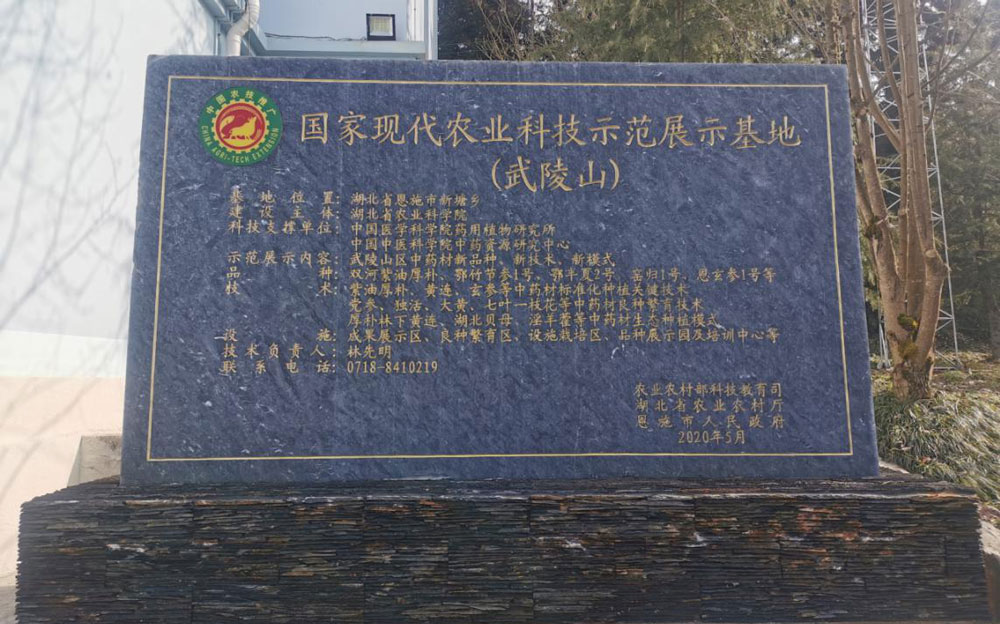 中国农技推广
CHINA AGRI-TECH EXTENSION
国家现代农业科技示范展示基地
(武陵山)
基地位置：湖北省恩施市新塘乡
建设主体：湖北省农业科学院
科技支撑单位：中国医学科学院药用植物研究所
中国中医科学院中药资源研究中心
示范展示内容：武陵山区中药材新品种、新技术、新模式
品种：双河紫油厚朴、鄂竹节参1号、鄂半夏2号、窑归1号、恩玄参1号等
技术：紫油厚朴、黄连、玄参等中药材标准化种植关键技术
党参、独活、大黄、七叶一枝花等中药材良种繁育技术
厚朴林下黄连、湖北贝母、淫羊藿等中药材生态种植模式
设施：成果展示区、良种繁育区、设施栽培区、品种展示园及培训中心等
技术负责人：林先明
联系电话：0718-8410219
农业农村部科技教育司
湖北省农业农村厅
恩施市人民政府
2020年5月